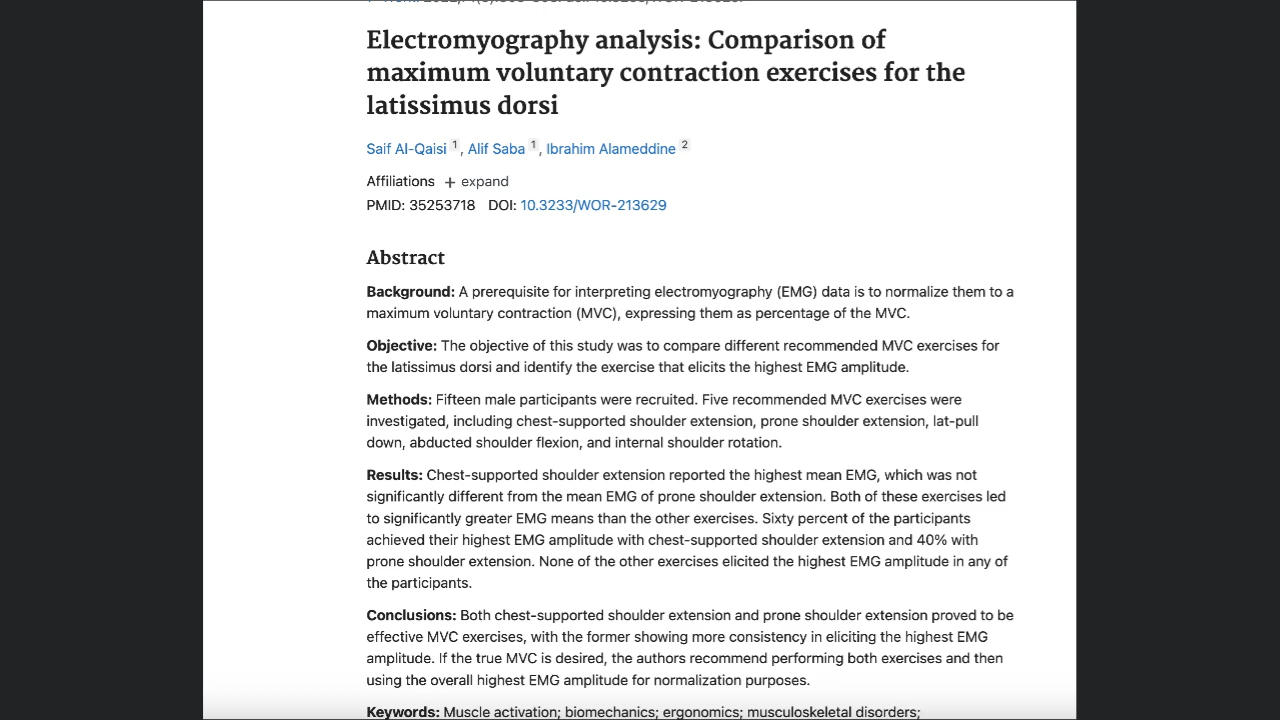 Electromyography analysis: Comparison of
maximum voluntary contraction exercises for the
latissimus dorsi
Saif Al-Qaisi 1, Alif Saba 1, Ibrahim Alameddine 2
Affiliations + expand
PMID: 35253718 DOI: 10.3233/WOR-213629
Abstract
Background: A prerequisite for interpreting electromyography (EMG) data is to normalize them to a
maximum voluntary contraction (MVC), expressing them as percentage of the MVC.
Objective: The objective of this study was to compare different recommended MVC exercises for
the latissimus dorsi and identify the exercise that elicits the highest EMG amplitude.
Methods: Fifteen male participants were recruited. Five recommended MVC exercises were
investigated, including chest-supported shoulder extension, prone shoulder extension, lat-pull
down, abducted shoulder flexion, and internal shoulder rotation.
Results: Chest-supported shoulder extension reported the highest mean EMG, which was not
significantly different from the mean EMG of prone shoulder extension. Both of these exercises led
to significantly greater EMG means than the other exercises. Sixty percent of the participants
achieved their highest EMG amplitude with chest-supported shoulder extension and 40% with
prone shoulder extension. None of the other exercises elicited the highest EMG amplitude in any of
the participants.
Conclusions: Both chest-supported shoulder extension and prone shoulder extension proved to be
effective MVC exercises, with the former showing more consistency in eliciting the highest EMG
amplitude. If the true MVC is desired, the authors recommend performing both exercises and then
using the overall highest EMG amplitude for normalization purposes.
Keywords: Muscle activation; biomechanics; ergonomics; musculoskeletal disorders;